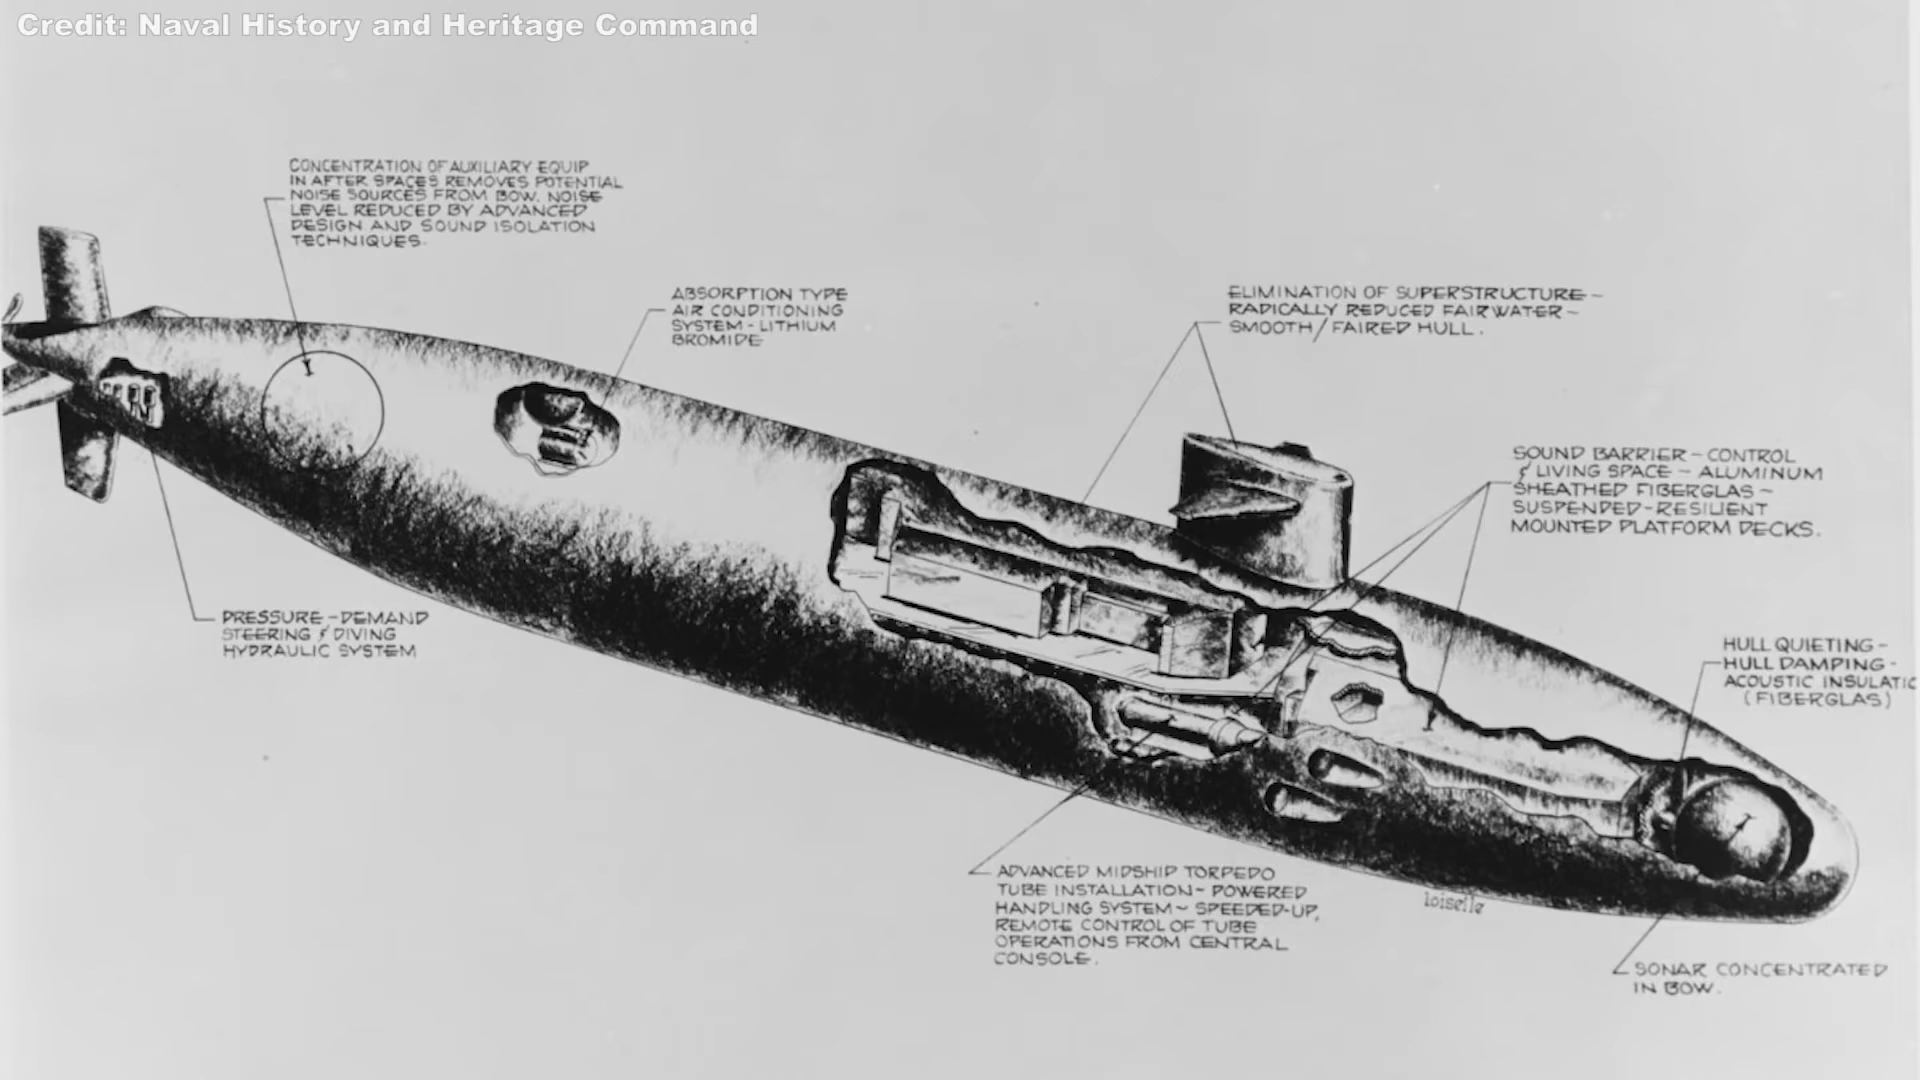 Credit: Naval History and Heritage Command
CONCENTRATION OF AUXILIARY EQUIP
IN AFTER SPACES REMOVES POTENTIAL
NOISE SOURCES FROM BOW. NOISE
LEVEL REDUCED BY ADVANCED
DESIGN AND SOUND ISOLATION
TECHNIQUES.
ABSORPTION TYPE
AIR CONDITIONING
SYSTEM - LITHIUM
BROMIDE
ELIMINATION OF SUPERSTRUCTURE -
RADICALLY REDUCED FAIRWATER -
SMOOTH / FAIRED HULL.
SOUND BARRIER - CONTROL
& LIVING SPACE - ALUMINUM
SHEATHED FIBERGLAS -
SUSPENDED - RESILIENT
MOUNTED PLATFORM DECKS.
PRESSURE - DEMAND
STEERING & DIVING
HYDRAULIC SYSTEM
HULL QUIETING -
HULL DAMPING -
ACOUSTIC INSULATIC
(FIBERGLAS)
ADVANCED MIDSHIP TORPEDO
TUBE INSTALLATION - POWERED
HANDLING SYSTEM - SPEEDED-UP,
REMOTE CONTROL OF TUBE
OPERATIONS FROM CENTRAL
CONSOLE.
loiselle
SONAR CONCENTRATED
IN BOW.